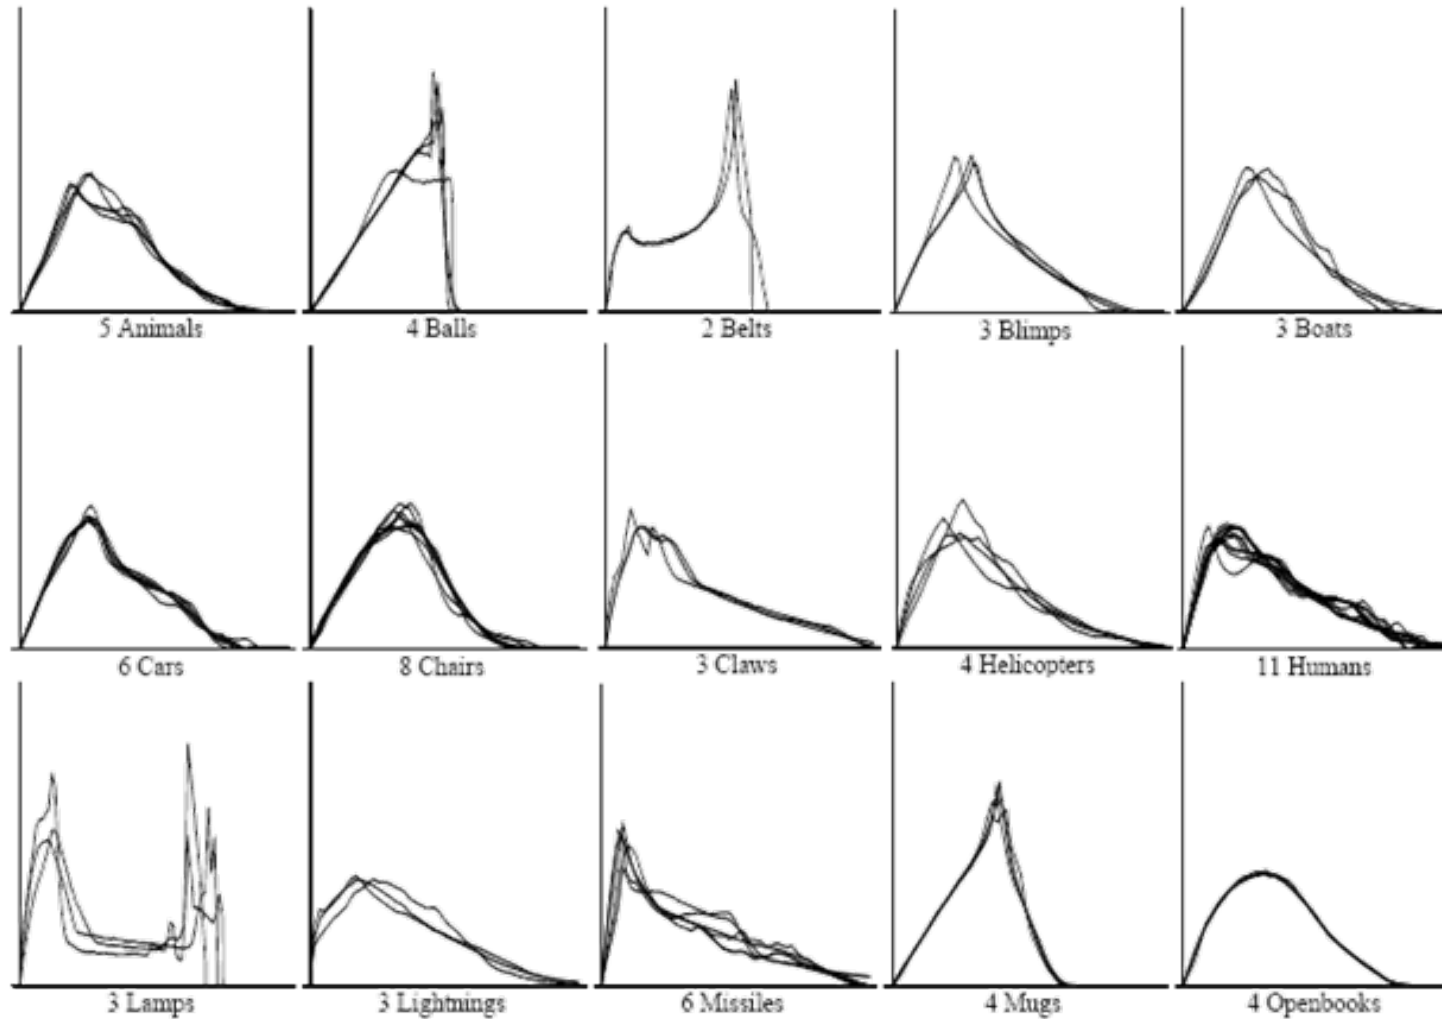 5 Animals
4 Balls
2 Belts
3 Blimps
3 Boats
6 Cars
8 Chairs
3 Claws
4 Helicopters
11 Humans
3 Lamps
3 Lightnings
6 Missiles
4 Mugs
4 Openbooks